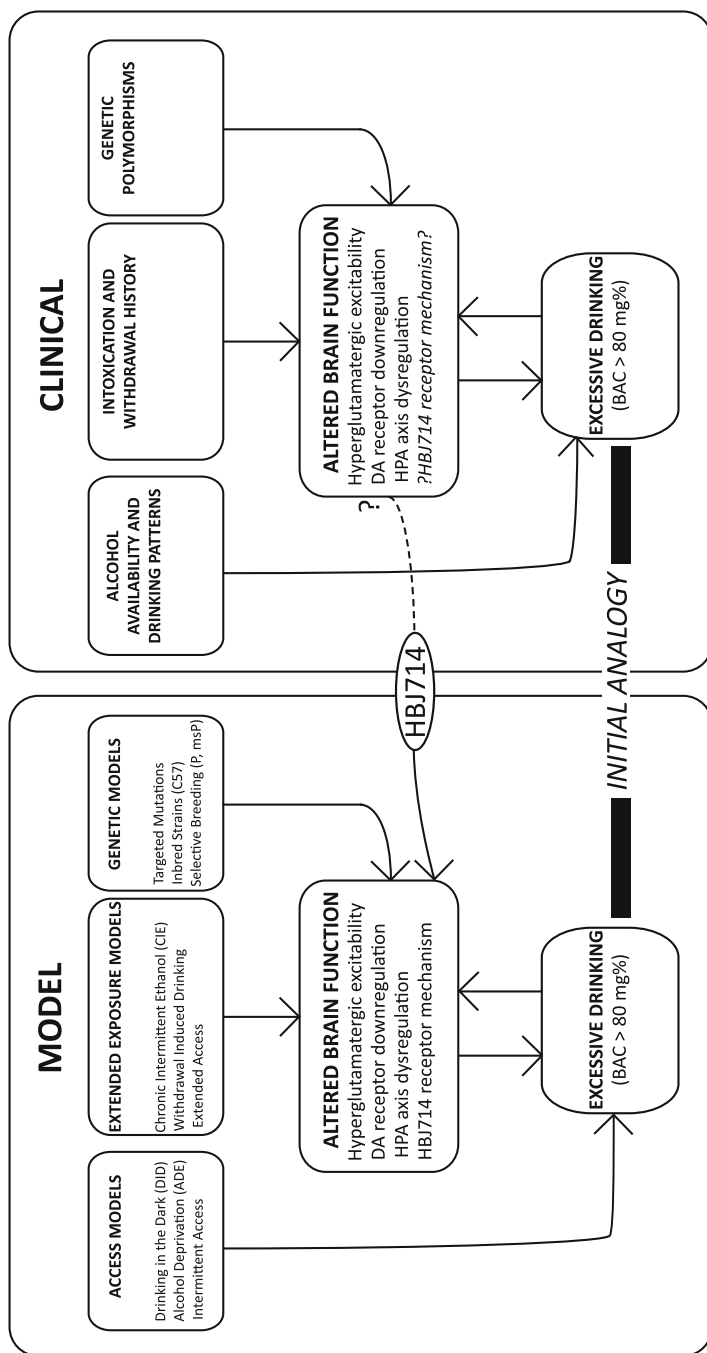 MODEL
ACCESS MODELS
Drinking in the Dark (DID)
Alcohol Deprivation (ADE)
Intermittent Access
EXTENDED EXPOSURE MODELS
Chronic Intermittent Ethanol (CIE)
Withdrawal Induced Drinking
Extended Access
GENETIC MODELS
Targeted Mutations
Inbred Strains (C57)
Selective Breeding (P, msP)
ALTERED BRAIN FUNCTION
Hyperglutamatergic excitability
DA receptor downregulation
HPA axis dysregulation
HBJ714 receptor mechanism
EXCESSIVE DRINKING
(BAC > 80 mg%)
HBJ714
INITIAL ANALOGY
CLINICAL
ALCOHOL
AVAILABILITY AND
DRINKING PATTERNS
INTOXICATION AND
WITHDRAWAL HISTORY
GENETIC
POLYMORPHISMS
?
ALTERED BRAIN FUNCTION
Hyperglutamatergic excitability
DA receptor downregulation
HPA axis dysregulation
?HBJ714 receptor mechanism?
EXCESSIVE DRINKING
(BAC > 80 mg%)